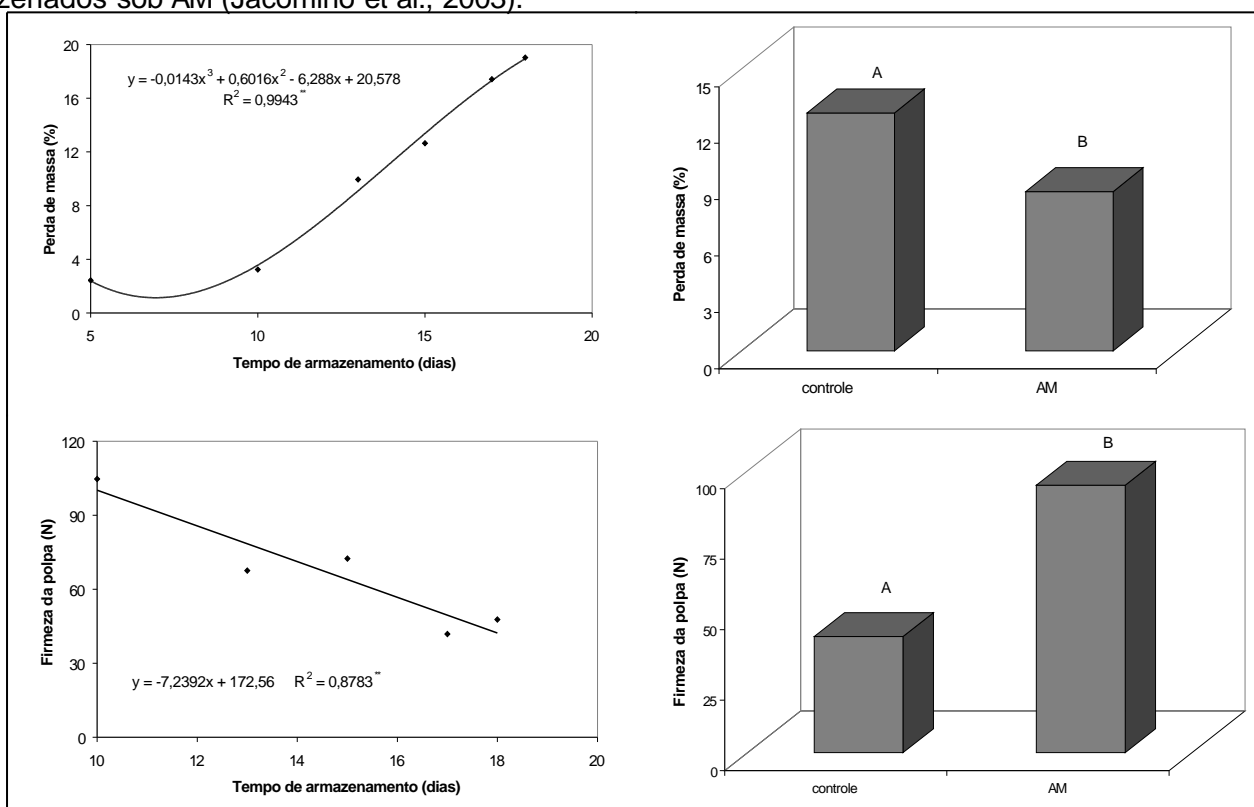 zenados sob AM (Jacomino et al., 2003).
20
16
12
8
4
0
Perda de massa (%)
y = -0,0143x³ + 0,6016x² - 6,288x + 20,578
R² = 0,9943**
5
10
15
20
Tempo de armazenamento (dias)
15
12
9
6
3
0
Perda de massa (%)
A
B
controle
AM
120
90
60
30
0
Firmeza da polpa (N)
y = -7,2392x + 172,56 R² = 0,8783**
10
12
14
16
18
20
Tempo de armazenamento (dias)
100
75
50
25
0
Firmeza da polpa (N)
A
B
controle
AM